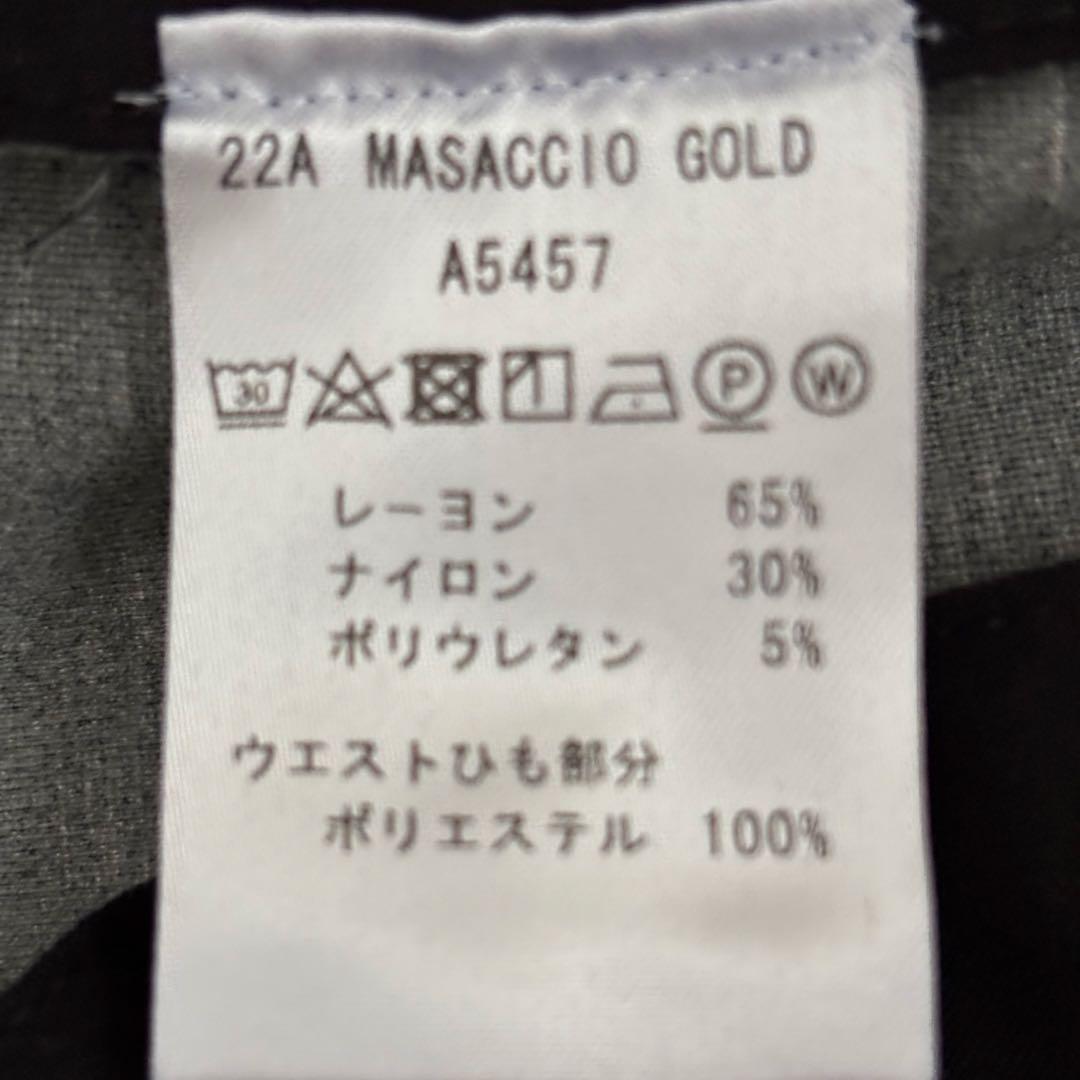 22A MASACCIO GOLD
A5457
30 P W
レーヨン 65%
ナイロン 30%
ポリウレタン 5%
ウエストひも部分
ポリエステル 100%